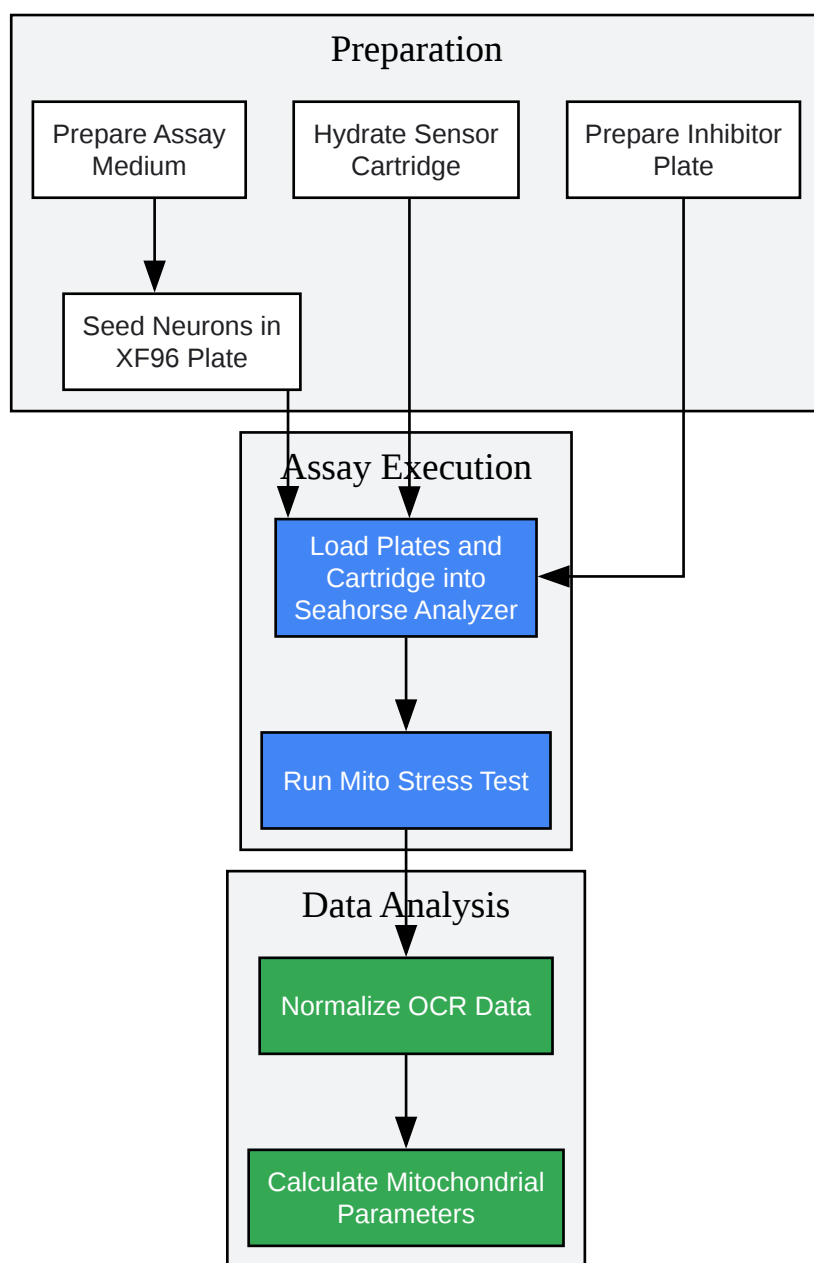 Preparation
Prepare Assay
Medium
Hydrate Sensor
Cartridge
Prepare Inhibitor
Plate
Seed Neurons in
XF96 Plate
Assay Execution
Load Plates and
Cartridge into
Seahorse Analyzer
Run Mito Stress Test
Data Analysis
Normalize OCR Data
Calculate Mitochondrial
Parameters